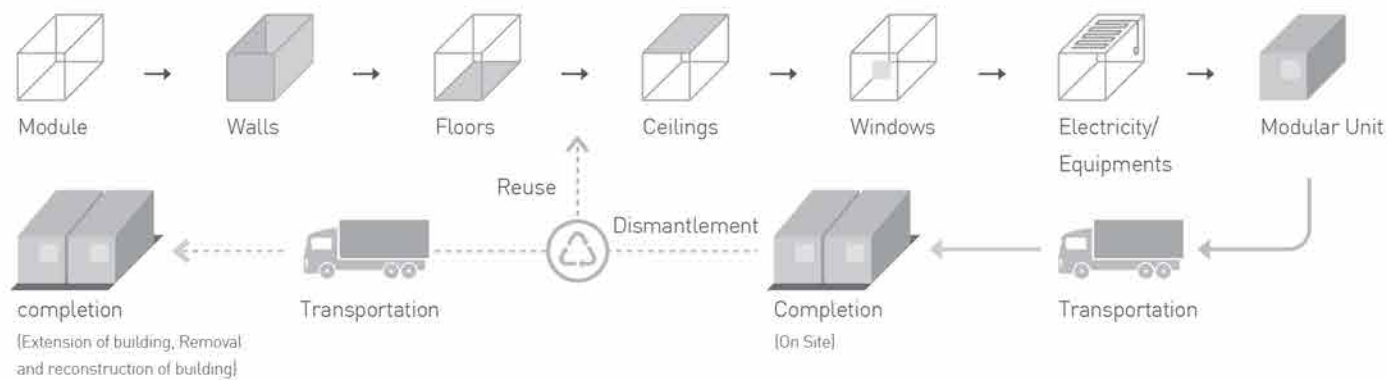 Module
Walls
Floors
Ceilings
Windows
Electricity/
Equipments
Modular Unit
Reuse
Dismantlement
completion
(Extension of building, Removal
and reconstruction of building)
Transportation
Completion
(On Site)
Transportation